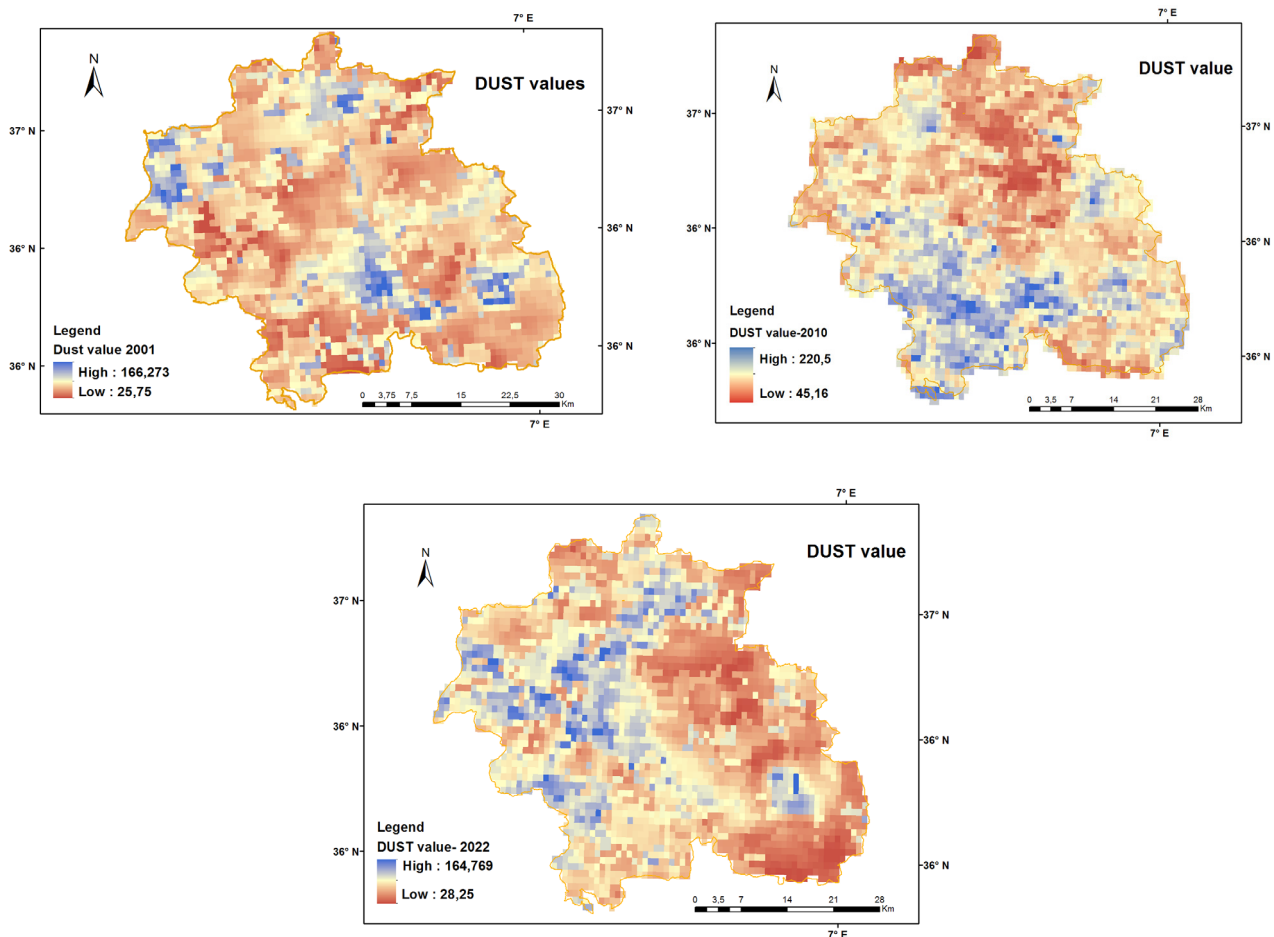 7° E
N
DUST values
37° N
37° N
36° N
36° N
Legend
Dust value 2001
High : 166,273
Low : 25,75
36° N
36° N
0 3,75 7,5 15 22,5 30
Km
7° E
7° E
N
DUST value
37° N
37° N
36° N
36° N
Legend
DUST value-2010
High : 220,5
Low : 45,16
36° N
36° N
0 3,5 7 14 21 28
Km
7° E
7° E
N
DUST value
37° N
37° N
36° N
36° N
Legend
DUST value- 2022
High : 164,769
Low : 28,25
36° N
36° N
0 3,5 7 14 21 28
Km
7° E